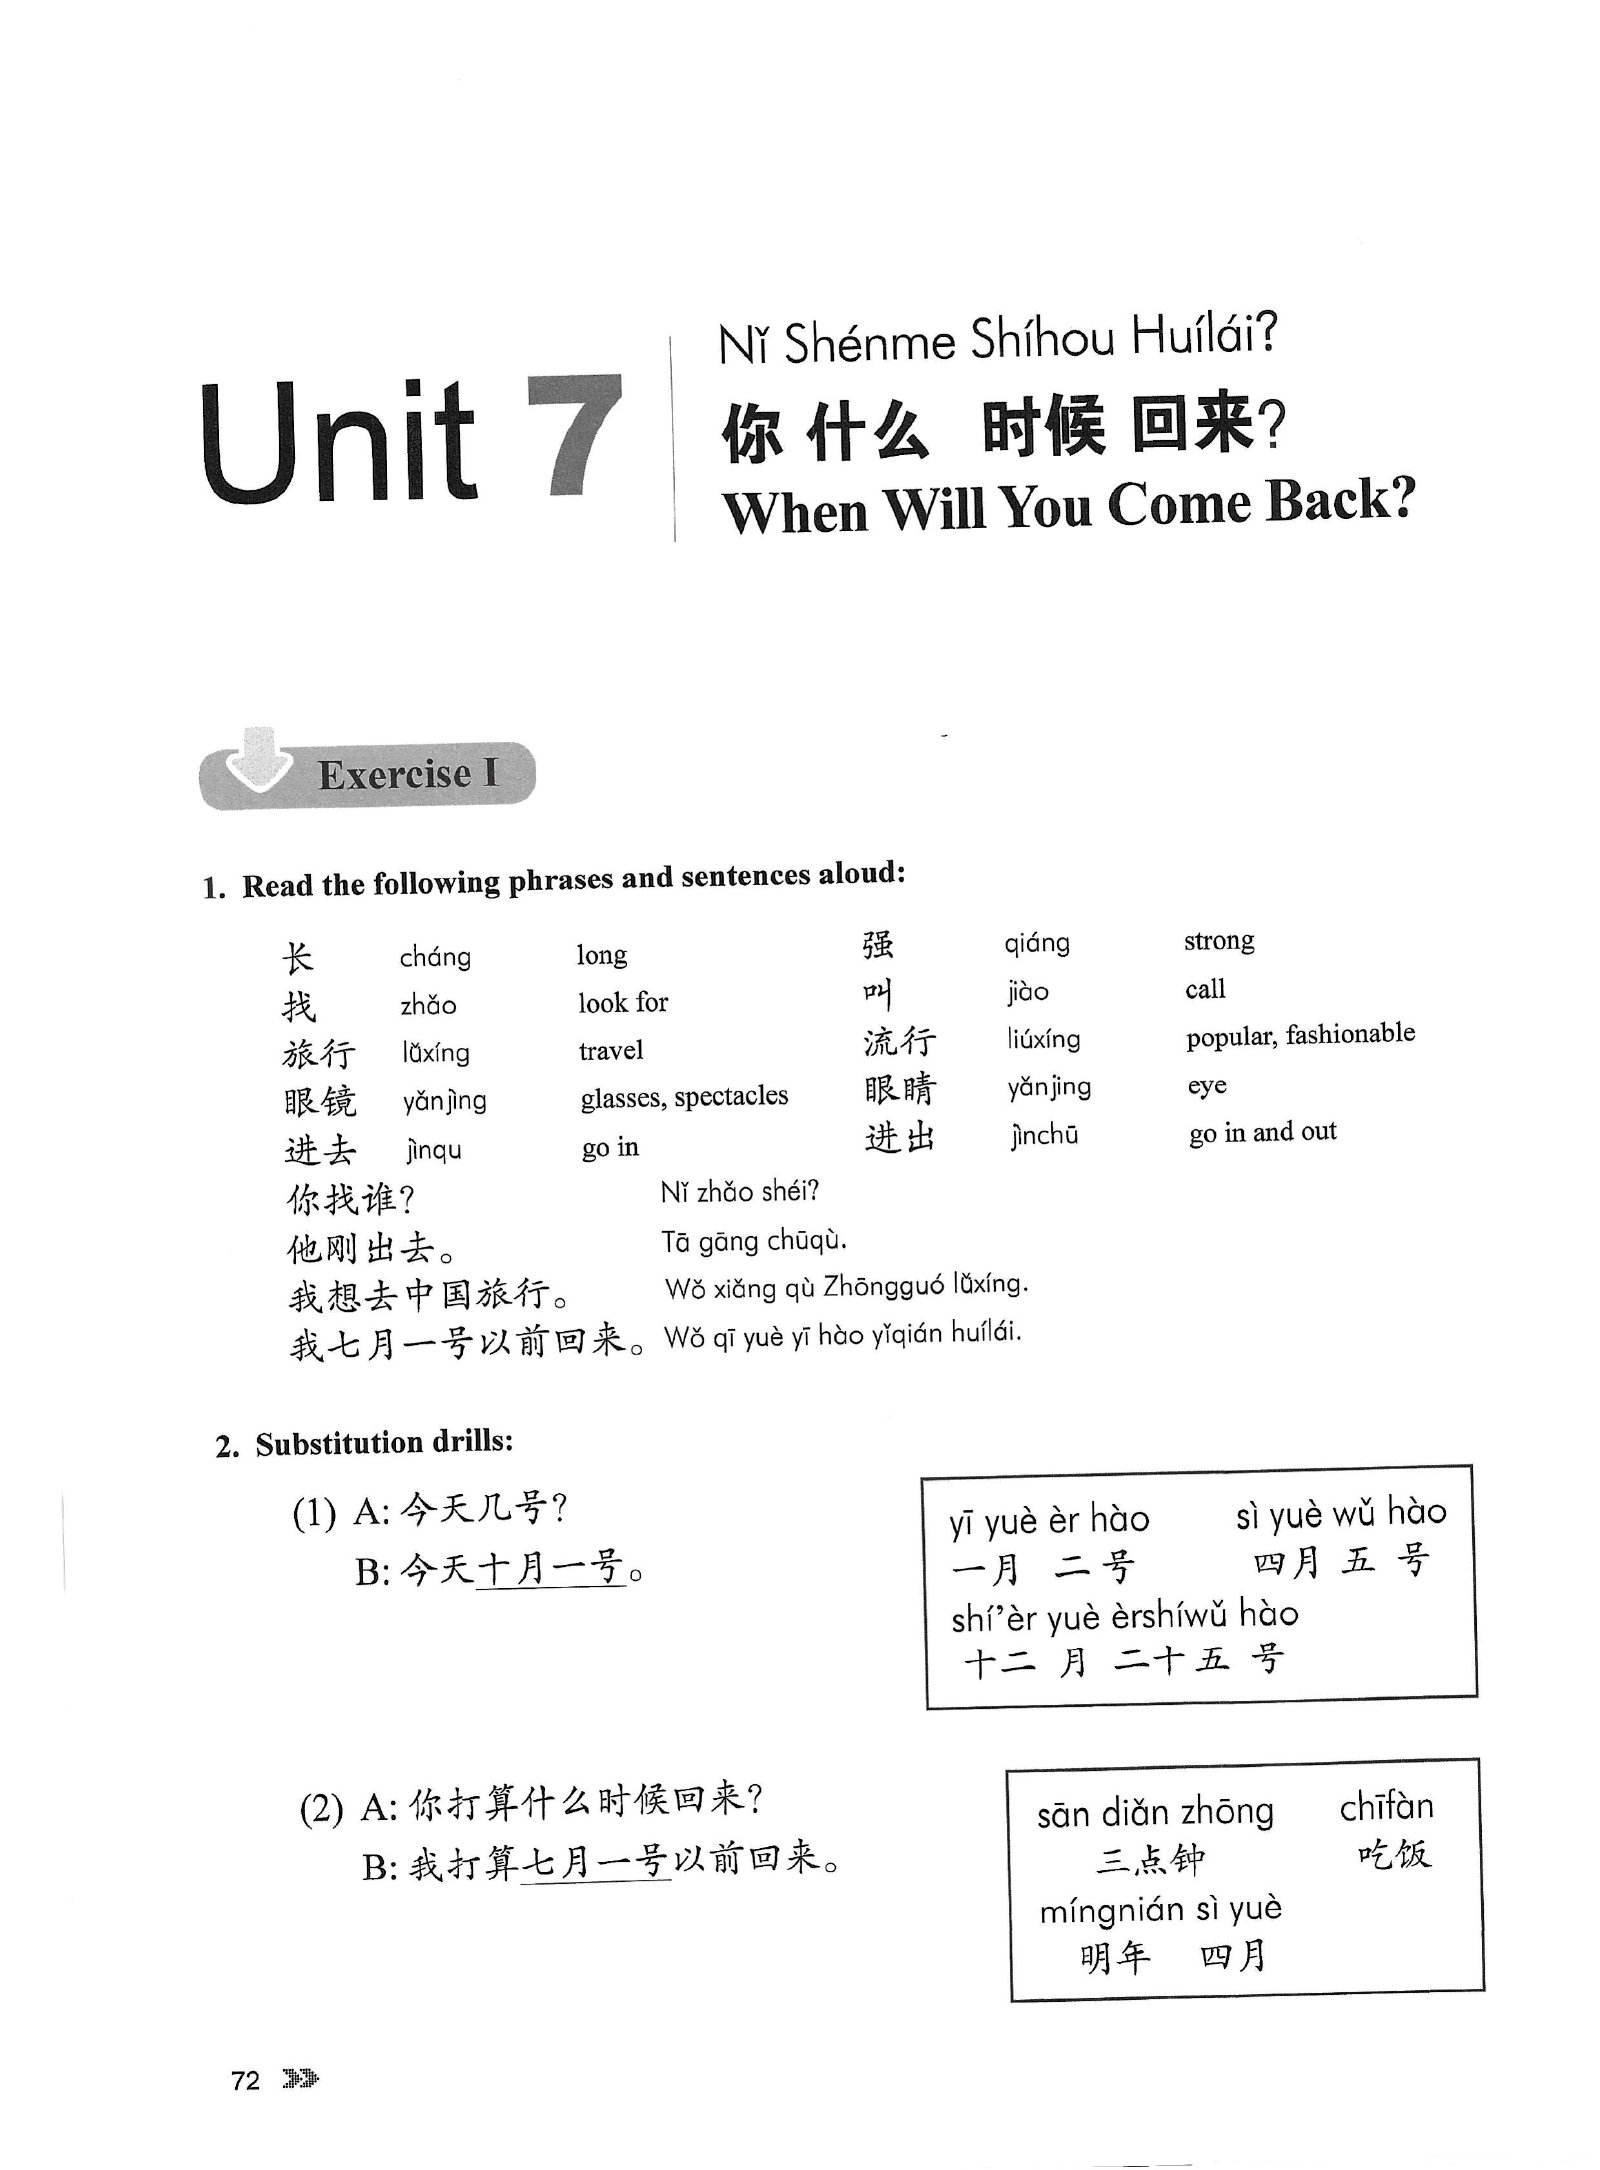 Unit 7
Nǐ Shénme Shíhou Huílái?
你 什么 时候 回来?
When Will You Come Back?
Exercise I
1. Read the following phrases and sentences aloud:
长 cháng long 强 qiáng strong
找 zhǎo look for 叫 jiào call
旅行 lǚxíng travel 流行 liúxíng popular, fashionable
眼镜 yǎnjìng glasses, spectacles 眼睛 yǎnjing eye
进去 jìnqu go in 进出 jìnchū go in and out
你找谁? Nǐ zhǎo shéi?
他刚出去。 Tā gāng chūqù.
我想去中国旅行。 Wǒ xiǎng qù Zhōngguó lǚxíng.
我七月一号以前回来。 Wǒ qī yuè yī hào yǐqián huílái.
2. Substitution drills:
(1) A: 今天几号?
B: 今天十月一号。
yī yuè èr hào sì yuè wǔ hào
一月 二 号 四月 五 号
shí’èr yuè èrshíwǔ hào
十二 月 二十五 号
(2) A: 你打算什么时候回来?
B: 我打算七月一号以前回来。
sān diǎn zhōng chīfàn
三点钟 吃饭
míngnián sì yuè
明年 四月
72